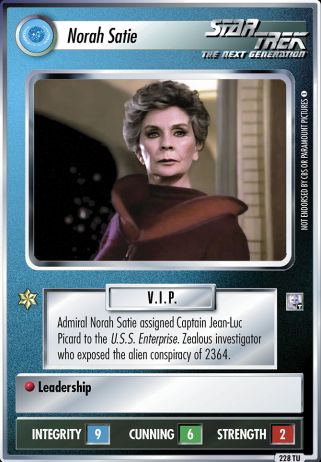 Norah Satie
STAR TREK
THE NEXT GENERATION
NOT ENDORSED BY CBS OR PARAMOUNT PICTURES
V.I.P.
Admiral Norah Satie assigned Captain Jean-Luc
Picard to the U.S.S. Enterprise. Zealous investigator
who exposed the alien conspiracy of 2364.
Leadership
INTEGRITY 9 CUNNING 6 STRENGTH 2
228 TU